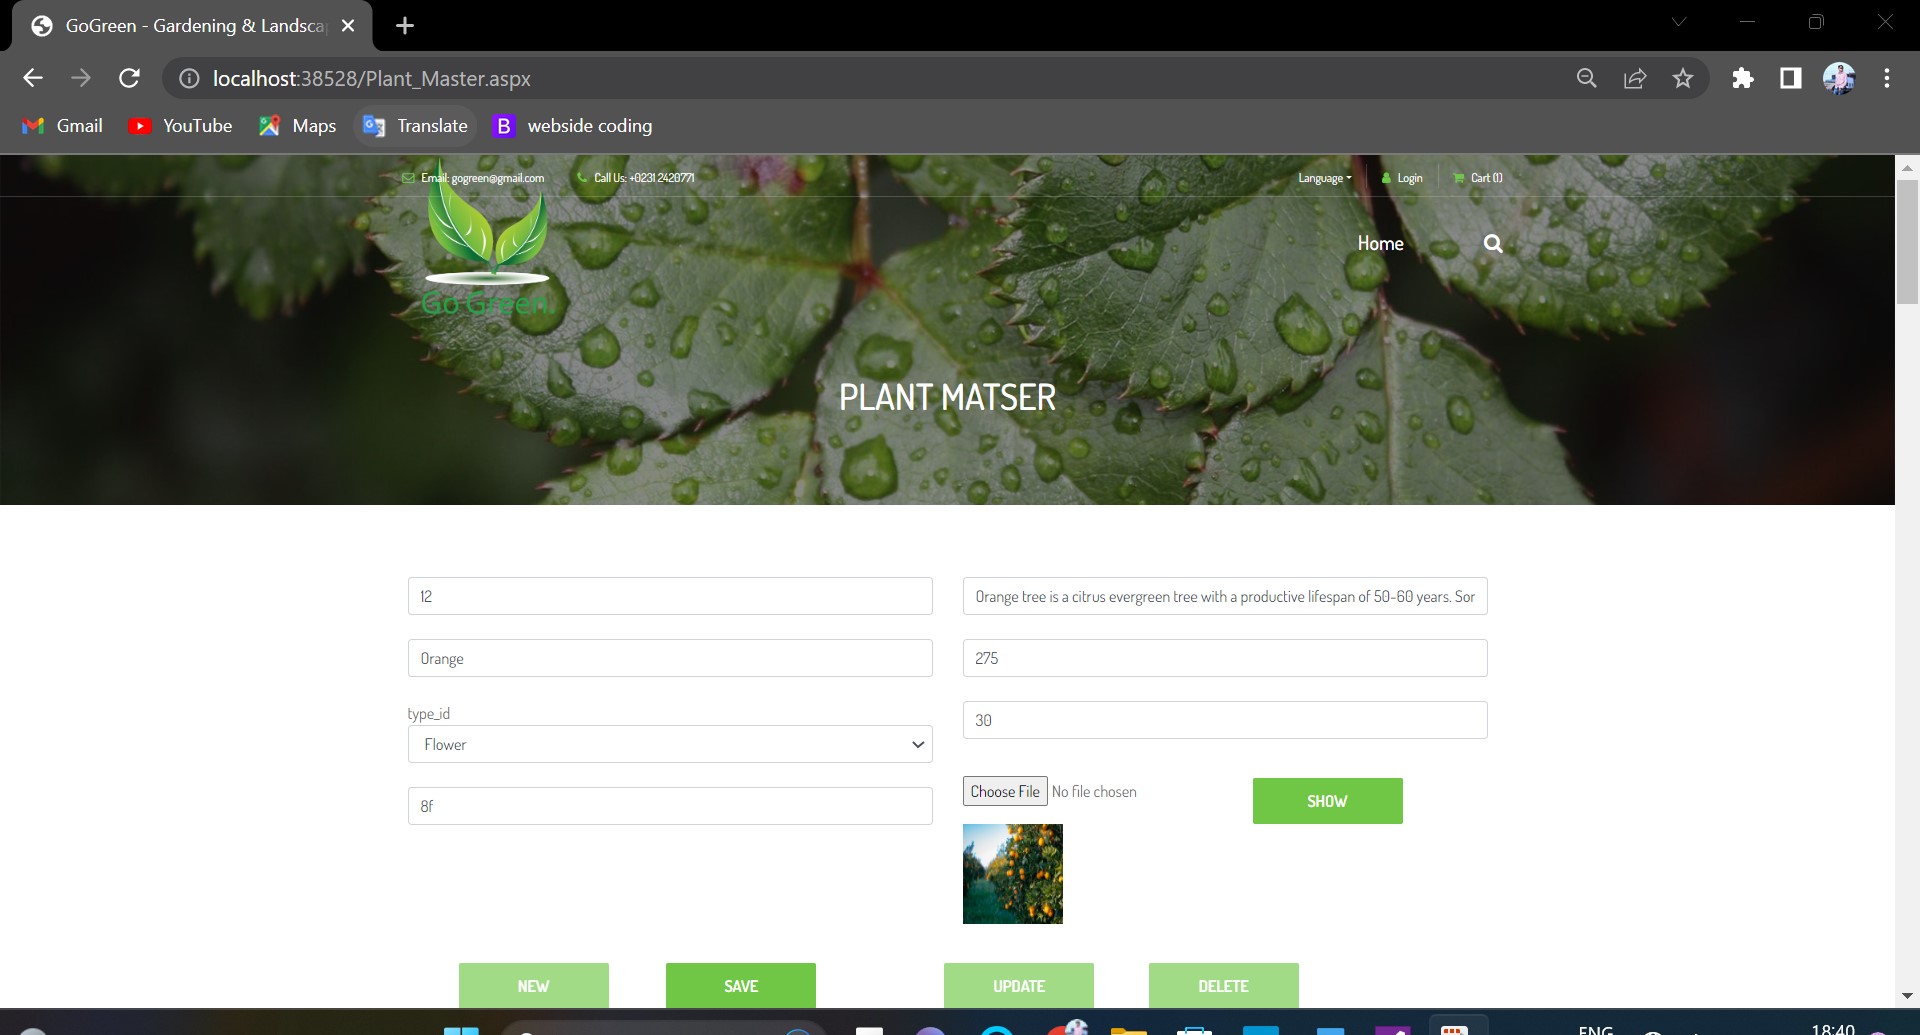 GoGreen - Gardening & Landsca
localhost:38528/Plant_Master.aspx
Gmail YouTube Maps Translate B webside coding
Email: gogreen@gmail.com Call Us: +0231 2420771 Language Login Cart (1)
Go Green.
Home
PLANT MATSER
12
Orange tree is a citrus evergreen tree with a productive lifespan of 50-60 years. Sor
Orange
275
type_id
Flower
30
8f
Choose File No file chosen
SHOW
NEW SAVE UPDATE DELETE
ENG 18:40